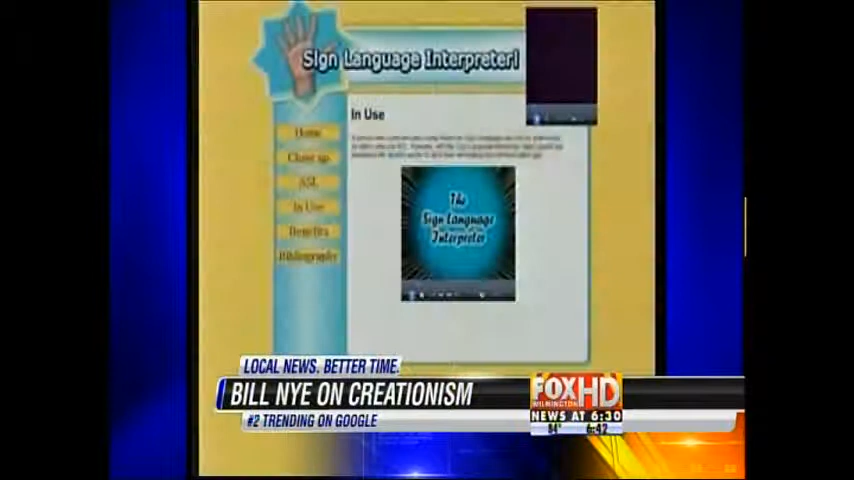 Sign Language Interpreter!
In Use
Home
Close up
ASL
In Use
Benefits
Bibliography
The
Sign Language
Interpreter
LOCAL NEWS. BETTER TIME.
BILL NYE ON CREATIONISM
#2 TRENDING ON GOOGLE
FOX HD
WILMINGTON
NEWS AT 6:30
84° 6:42